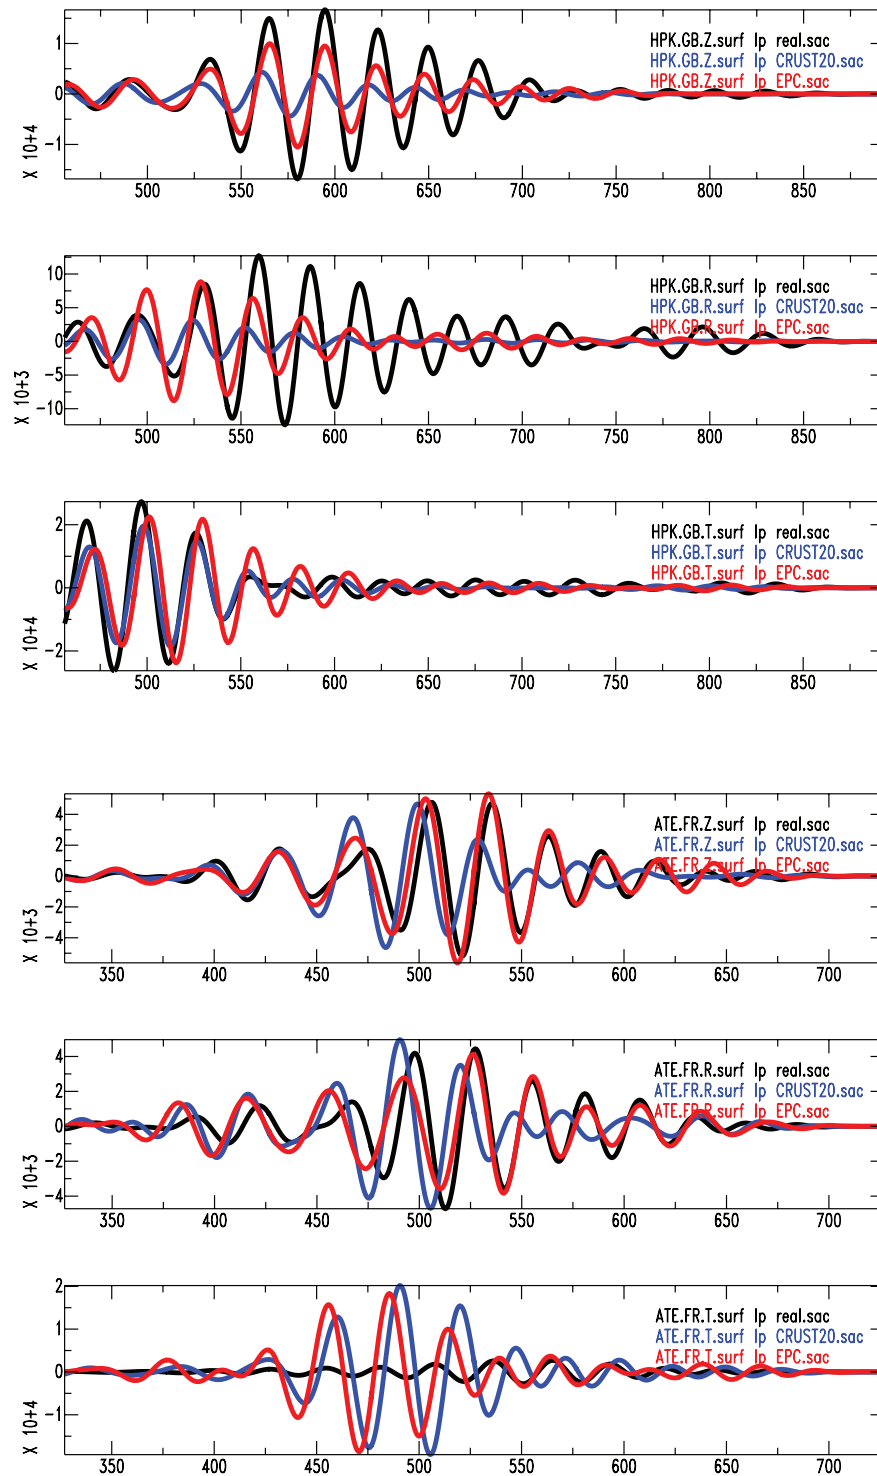 HPK.GB.Z.surf lp real.sac
HPK.GB.Z.surf lp CRUST20.sac
HPK.GB.Z.surf lp EPC.sac
1
0
-1
X 10+4
500 550 600 650 700 750 800 850
HPK.GB.R.surf lp real.sac
HPK.GB.R.surf lp CRUST20.sac
HPK.GB.R.surf lp EPC.sac
10
5
0
-5
-10
X 10+3
500 550 600 650 700 750 800 850
HPK.GB.T.surf lp real.sac
HPK.GB.T.surf lp CRUST20.sac
HPK.GB.T.surf lp EPC.sac
2
0
-2
X 10+4
500 550 600 650 700 750 800 850
ATE.FR.Z.surf lp real.sac
ATE.FR.Z.surf lp CRUST20.sac
ATE.FR.Z.surf lp EPC.sac
4
2
0
-2
-4
X 10+3
350 400 450 500 550 600 650 700
ATE.FR.R.surf lp real.sac
ATE.FR.R.surf lp CRUST20.sac
ATE.FR.R.surf lp EPC.sac
4
2
0
-2
-4
X 10+3
350 400 450 500 550 600 650 700
ATE.FR.T.surf lp real.sac
ATE.FR.T.surf lp CRUST20.sac
ATE.FR.T.surf lp EPC.sac
2
1
0
-1
X 10+4
350 400 450 500 550 600 650 700